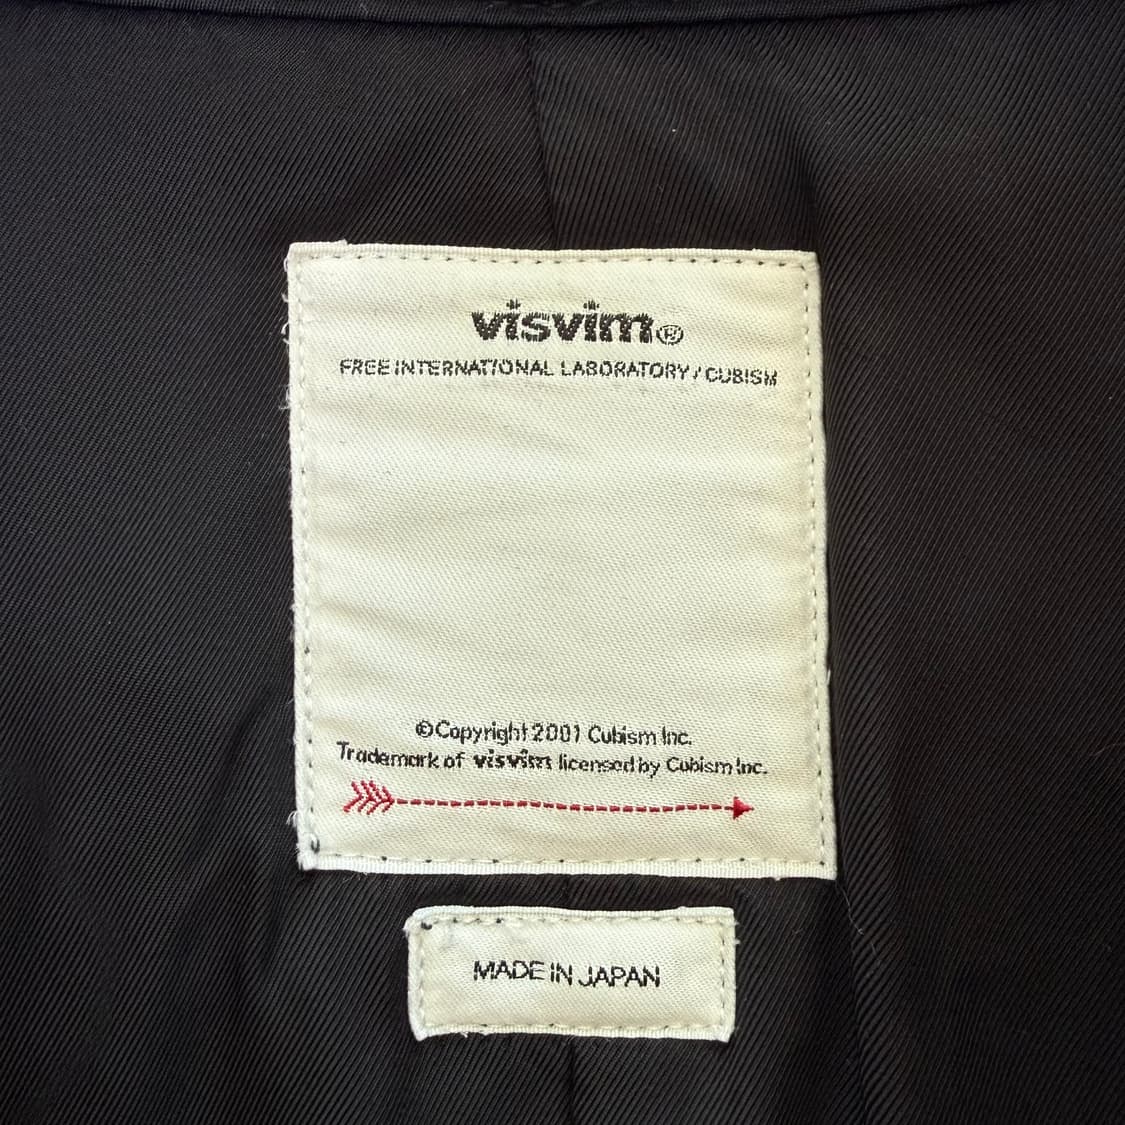 visvim®
FREE INTERNATIONAL LABORATORY / CUBISM
©Copyright 2001 Cubism Inc.
Trademark of visvim licensed by Cubism Inc.
MADE IN JAPAN